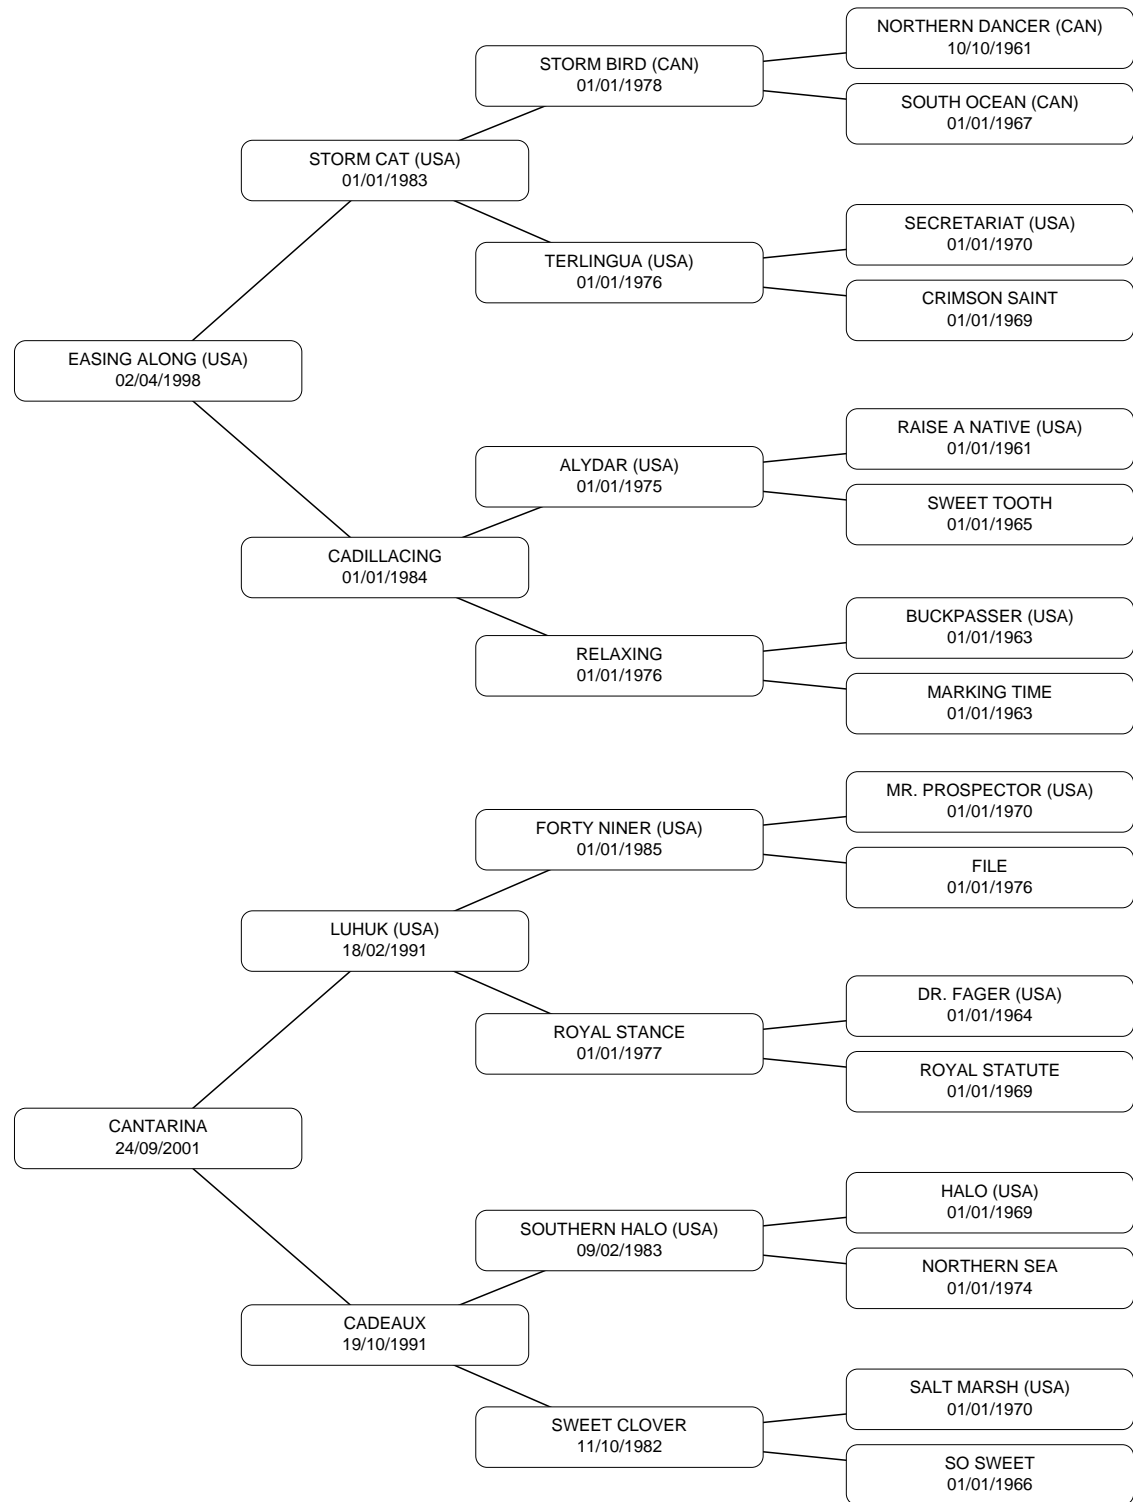 NORTHERN DANCER (CAN)
10/10/1961
STORM BIRD (CAN)
01/01/1978
SOUTH OCEAN (CAN)
01/01/1967
STORM CAT (USA)
01/01/1983
SECRETARIAT (USA)
01/01/1970
TERLINGUA (USA)
01/01/1976
CRIMSON SAINT
01/01/1969
EASING ALONG (USA)
02/04/1998
RAISE A NATIVE (USA)
01/01/1961
ALYDAR (USA)
01/01/1975
SWEET TOOTH
01/01/1965
CADILLACING
01/01/1984
BUCKPASSER (USA)
01/01/1963
RELAXING
01/01/1976
MARKING TIME
01/01/1963
MR. PROSPECTOR (USA)
01/01/1970
FORTY NINER (USA)
01/01/1985
FILE
01/01/1976
LUHUK (USA)
18/02/1991
DR. FAGER (USA)
01/01/1964
ROYAL STANCE
01/01/1977
ROYAL STATUTE
01/01/1969
CANTARINA
24/09/2001
HALO (USA)
01/01/1969
SOUTHERN HALO (USA)
09/02/1983
NORTHERN SEA
01/01/1974
CADEAUX
19/10/1991
SALT MARSH (USA)
01/01/1970
SWEET CLOVER
11/10/1982
SO SWEET
01/01/1966